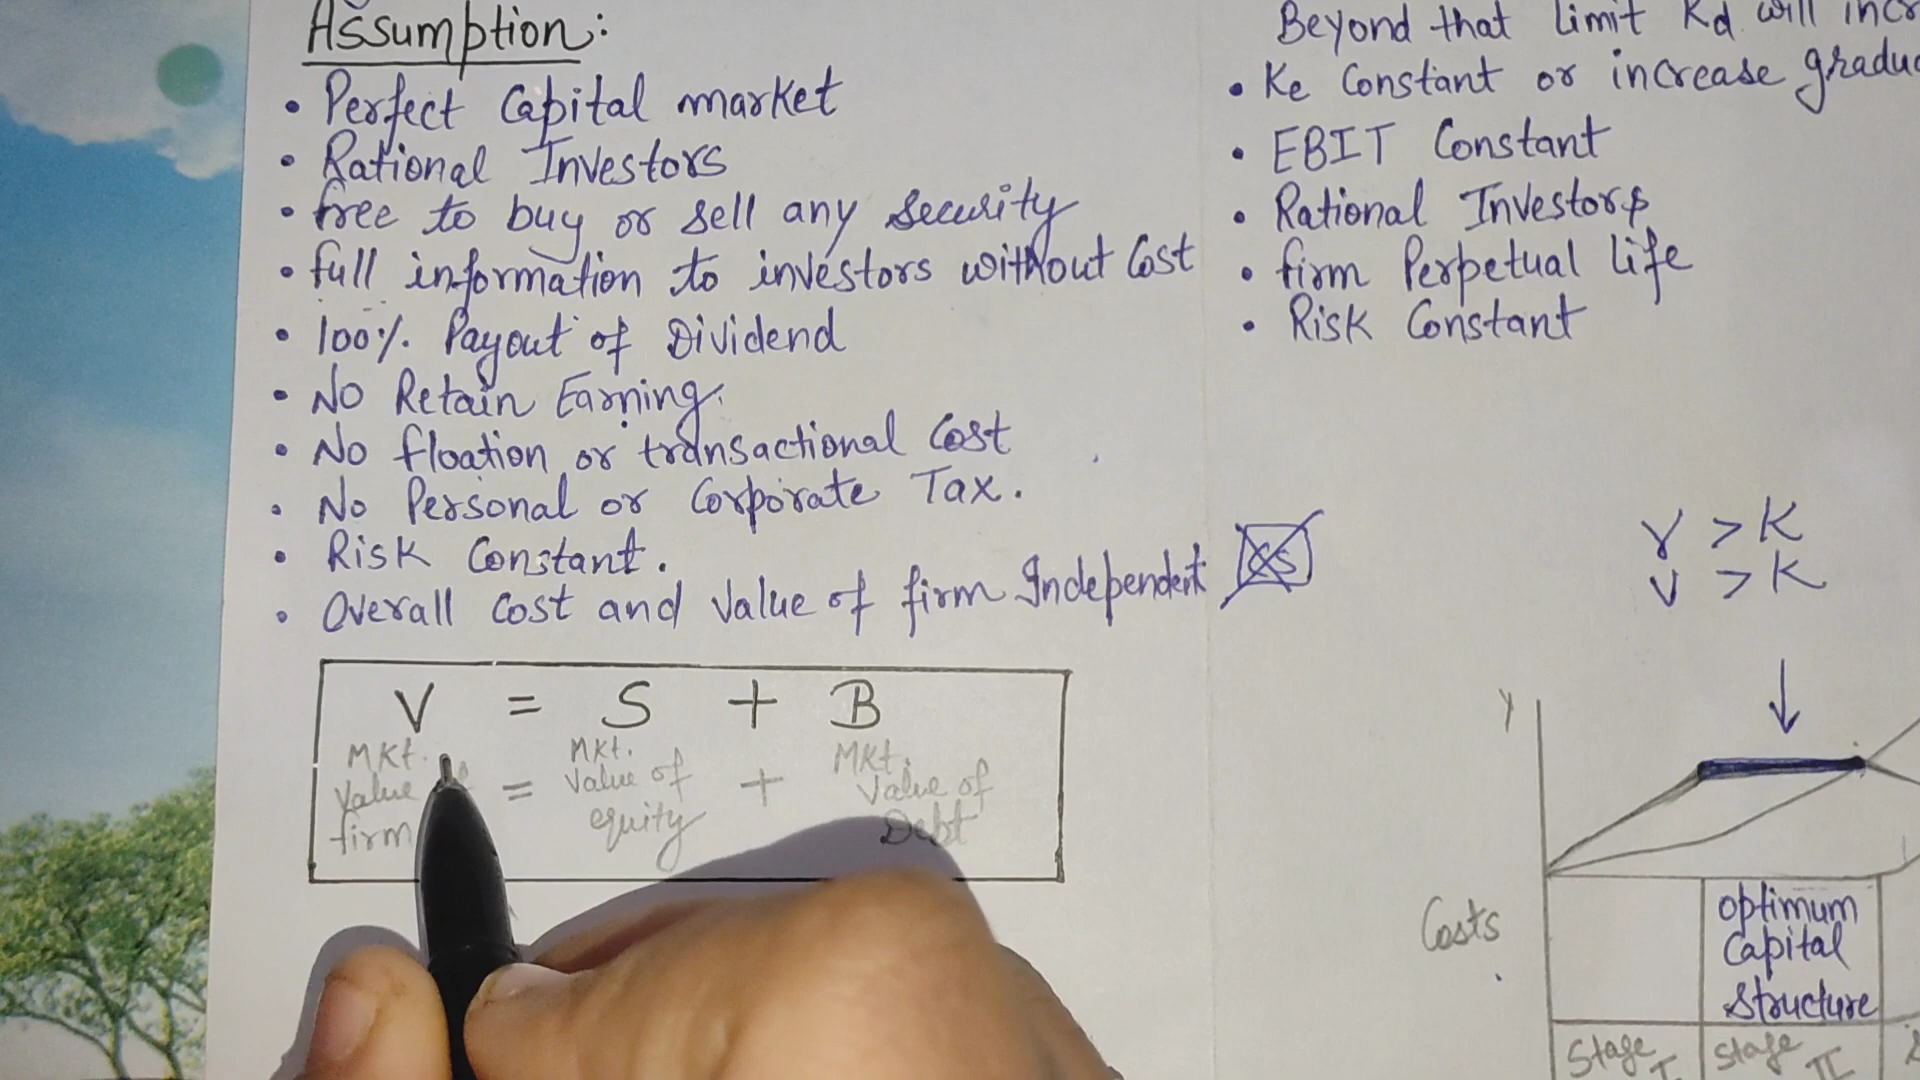 Assumption:
• Perfect Capital market
• Rational Investors
• free to buy or sell any security
• full information to investors without Cost
• 100% Payout of Dividend
• No Retain Earning.
• No floation or transactional Cost
• No Personal or Corporate Tax.
• Risk Constant.
• Overall cost and Value of firm Independent CS
V = S + B
Mkt. Mkt. Mkt.
Value = Value of + Value of
firm equity Debt
Beyond that limit Kd will
• Ke Constant or increase
• EBIT Constant
• Rational Investors
• firm Perpetual life
• Risk Constant
r > K
v > K
Y
Costs
Optimum
Capital
Structure
Stage I Stage II